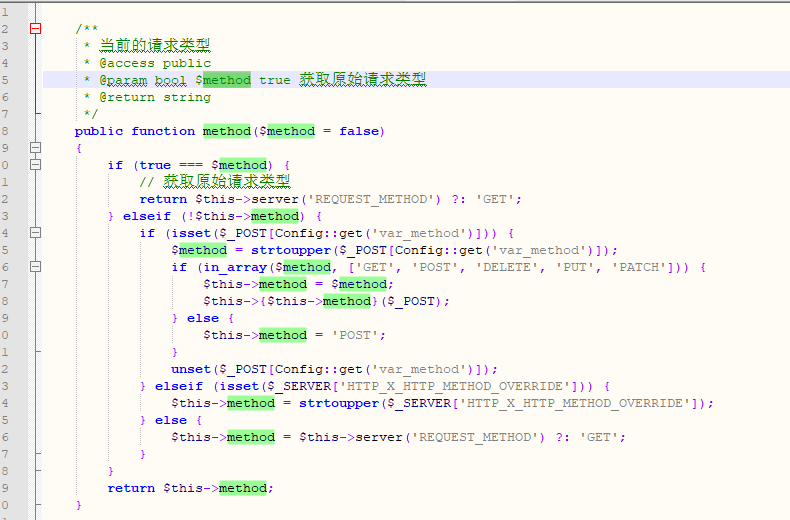 1
2 /**
3 * 当前的请求类型
4 * @access public
5 * @param bool $method true 获取原始请求类型
6 * @return string
7 */
8 public function method($method = false)
9 {
0 if (true === $method) {
1 // 获取原始请求类型
2 return $this->server('REQUEST_METHOD') ?: 'GET';
3 } elseif (!$this->method) {
4 if (isset($_POST[Config::get('var_method')])) {
5 $method = strtoupper($_POST[Config::get('var_method')]);
6 if (in_array($method, ['GET', 'POST', 'DELETE', 'PUT', 'PATCH'])) {
7 $this->method = $method;
8 $this->{$this->method}($_POST);
9 } else {
0 $this->method = 'POST';
1 }
2 unset($_POST[Config::get('var_method')]);
3 } elseif (isset($_SERVER['HTTP_X_HTTP_METHOD_OVERRIDE'])) {
4 $this->method = strtoupper($_SERVER['HTTP_X_HTTP_METHOD_OVERRIDE']);
5 } else {
6 $this->method = $this->server('REQUEST_METHOD') ?: 'GET';
7 }
8 }
9 return $this->method;
0 }